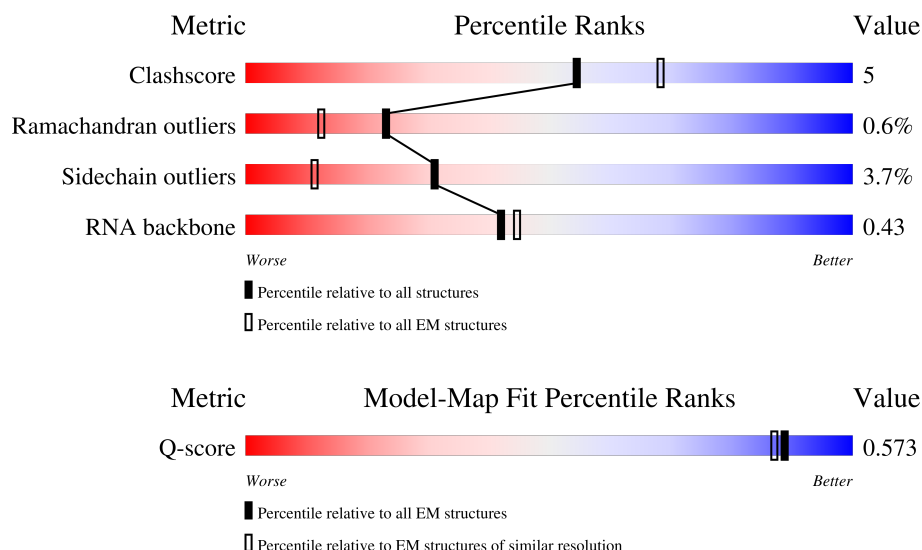 Metric Percentile Ranks Value
Clashscore 5
Ramachandran outliers 0.6%
Sidechain outliers 3.7%
RNA backbone 0.43
Worse Better
Percentile relative to all structures
Percentile relative to all EM structures
Metric Model-Map Fit Percentile Ranks Value
Q-score 0.573
Worse Better
Percentile relative to all EM structures
Percentile relative to EM structures of similar resolution